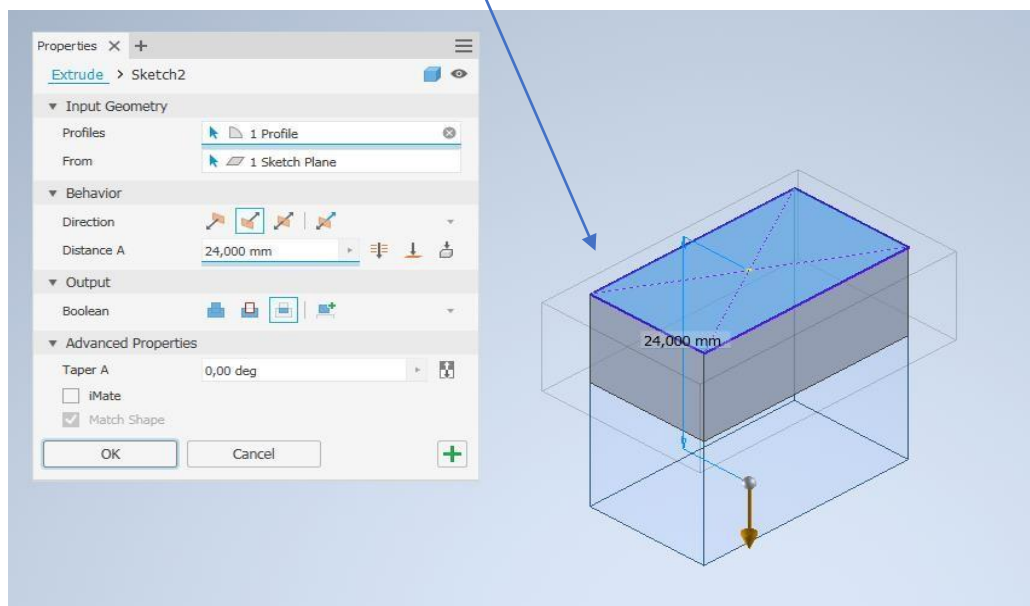 Properties
Extrude > Sketch2
Input Geometry
Profiles 1 Profile
From 1 Sketch Plane
Behavior
Direction
Distance A 24,000 mm
Output
Boolean
Advanced Properties
Taper A 0,00 deg
iMate
Match Shape
OK Cancel
24,000 mm